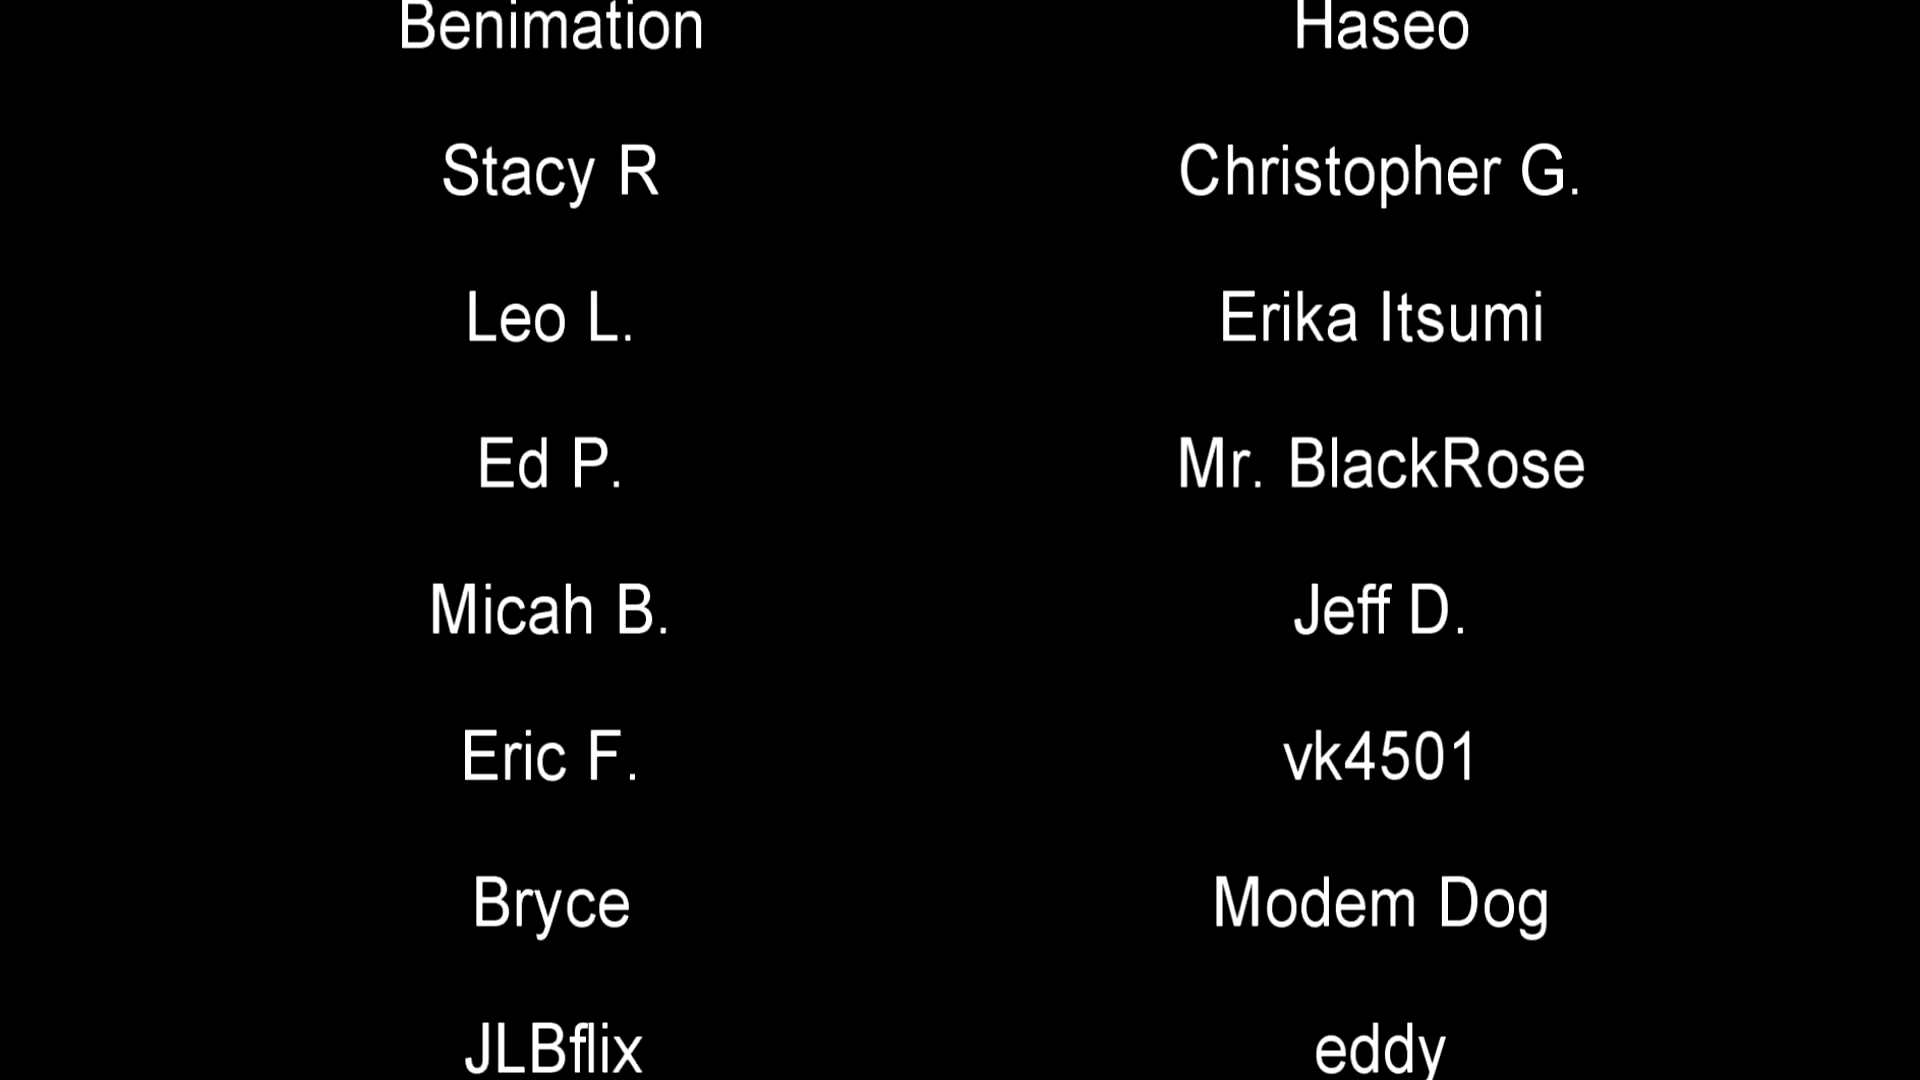 Benimation Haseo
Stacy R Christopher G.
Leo L. Erika Itsumi
Ed P. Mr. BlackRose
Micah B. Jeff D.
Eric F. vk4501
Bryce Modem Dog
JLBflix eddy